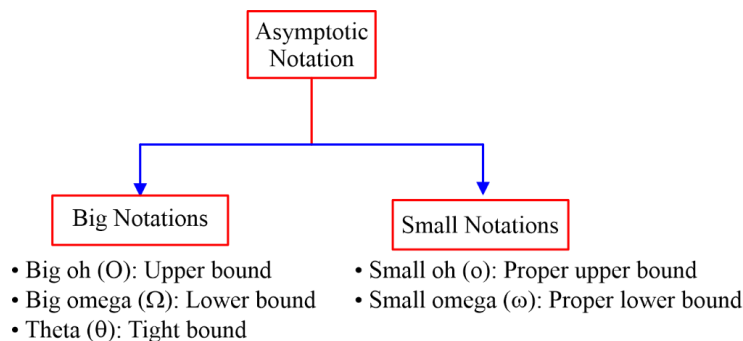 Asymptotic
Notation
Big Notations
• Big oh (O): Upper bound
• Big omega (Ω): Lower bound
• Theta (θ): Tight bound
Small Notations
• Small oh (o): Proper upper bound
• Small omega (ω): Proper lower bound